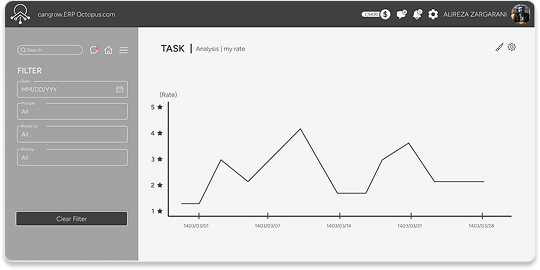 cangrow.ERP Octopus.com
ALIREZA ZARGARANI
Search
TASK | Analysis | my rate
FILTER
Date
MM/DD/YYY
Module
All
All
Ready
All
Clear Filter
(Rate)
5 ★
4 ★
3 ★
2 ★
1 ★
1403/03/01 1403/03/07 1403/03/14 1403/03/21 1403/03/28